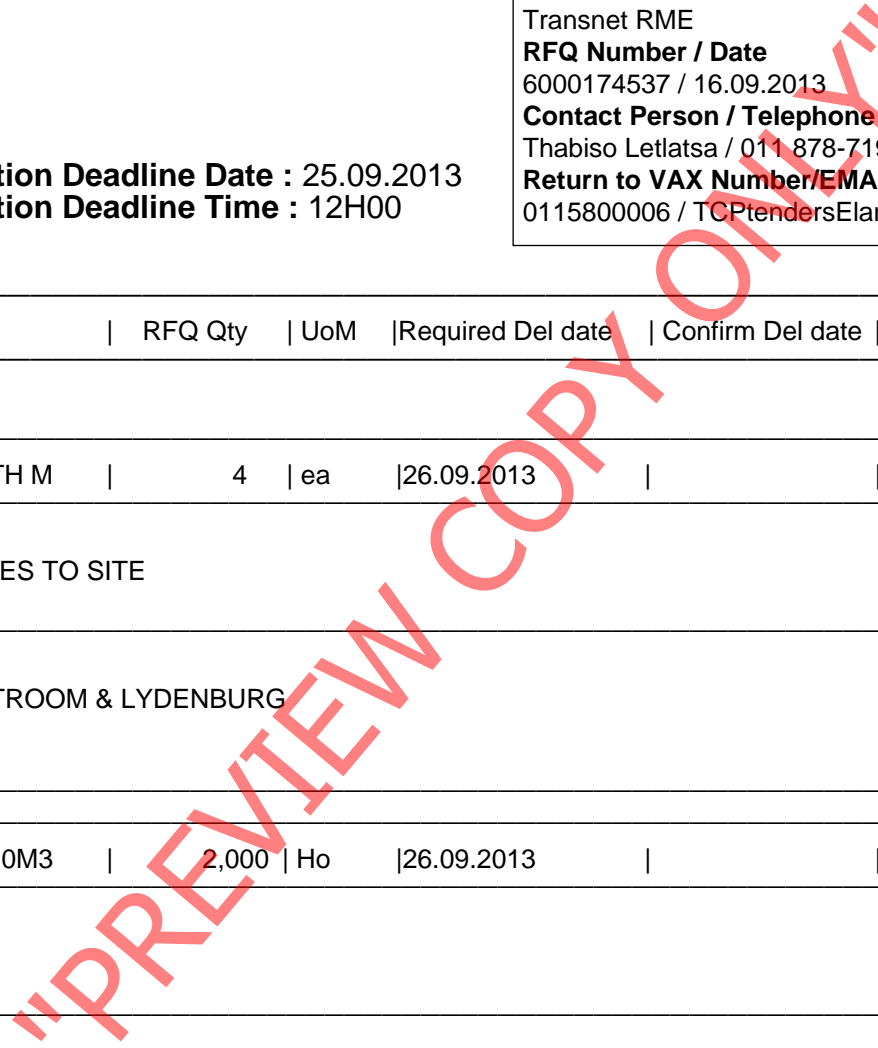 Transnet RME
RFQ Number / Date
6000174537 / 16.09.2013
Contact Person / Telephone
Thabiso Letlatsa / 011 878-719
Return to VAX Number/EMA
0115800006 / TCPtendersElan
tion Deadline Date : 25.09.2013
tion Deadline Time : 12H00
| RFQ Qty | UoM |Required Del date | Confirm Del date |
TH M | 4 | ea |26.09.2013 | |
ES TO SITE
TROOM & LYDENBURG
0M3 | 2,000 | Ho |26.09.2013 | |
"PREVIEW COPY ONLY"